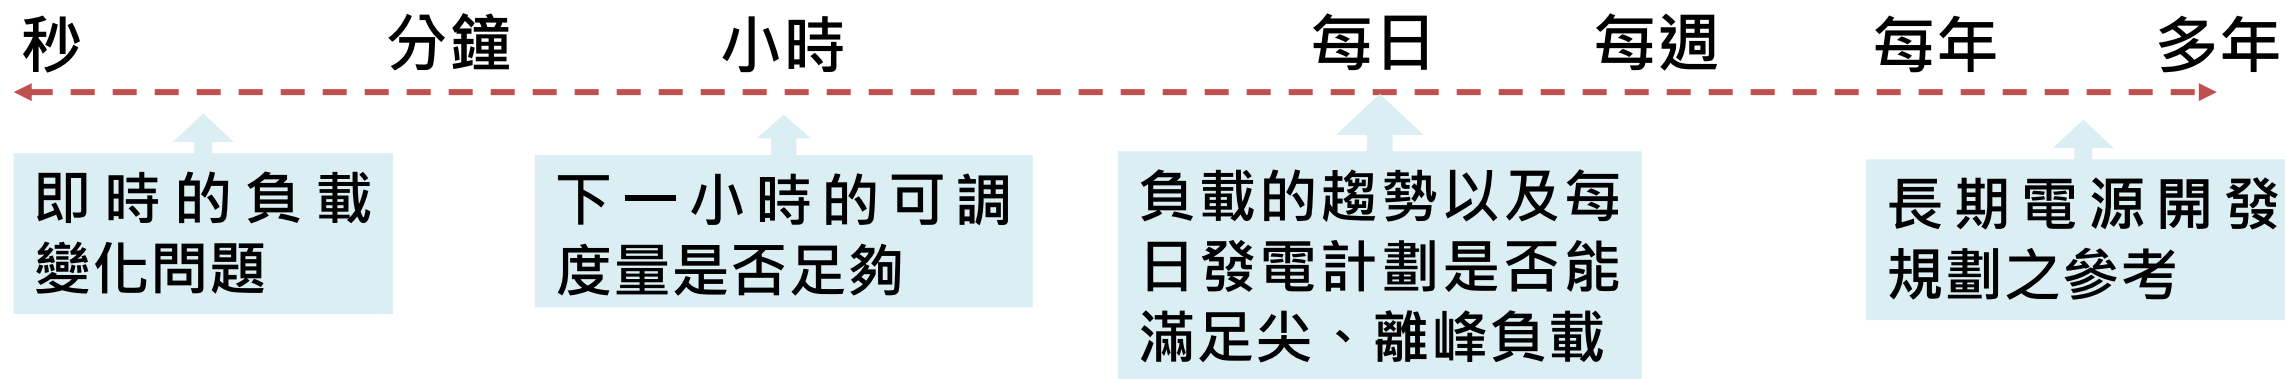 秒 分鐘 小時 每日 每週 每年 多年
即時的負載
變化問題
下一小時的可調
度量是否足夠
負載的趨勢以及每
日發電計劃是否能
滿足尖、離峰負載
長期電源開發
規劃之參考